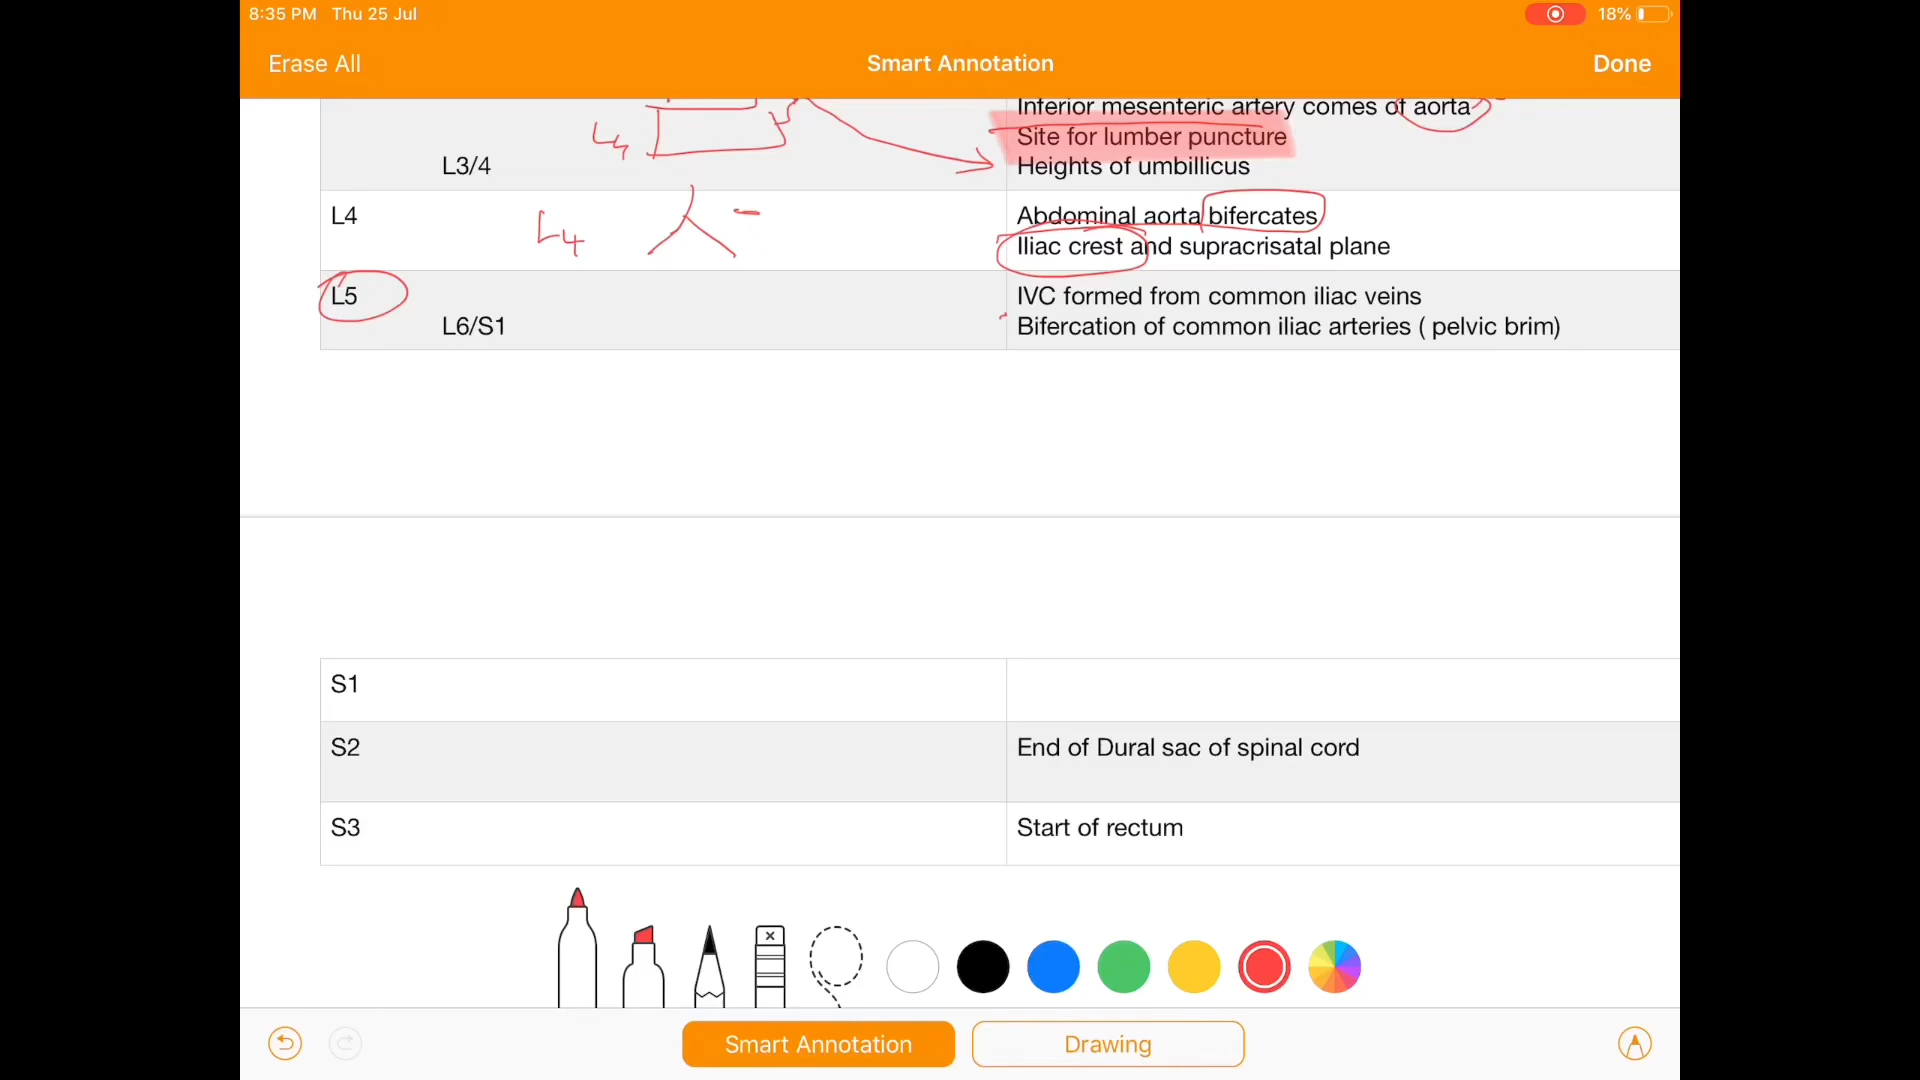 8:35 PM Thu 25 Jul
18%
Erase All
Smart Annotation
Done
Inferior mesenteric artery comes of aorta
L4
Site for lumber puncture
L3/4
Heights of umbillicus
L4
L4
Abdominal aorta bifercates
Iliac crest and supracrisatal plane
L5
IVC formed from common iliac veins
L6/S1
Bifercation of common iliac arteries ( pelvic brim)
S1
S2
End of Dural sac of spinal cord
S3
Start of rectum
Smart Annotation
Drawing